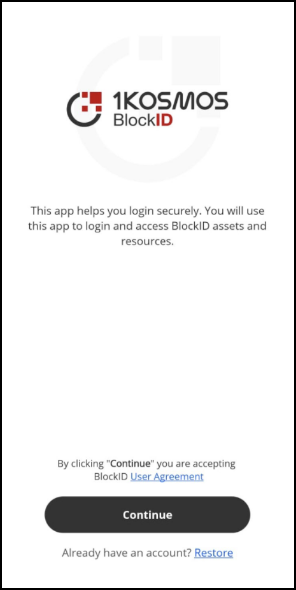 1KOSMOS
BlockID
This app helps you login securely. You will use
this app to login and access BlockID assets and
resources.
By clicking "Continue" you are accepting
BlockID User Agreement
Continue
Already have an account? Restore